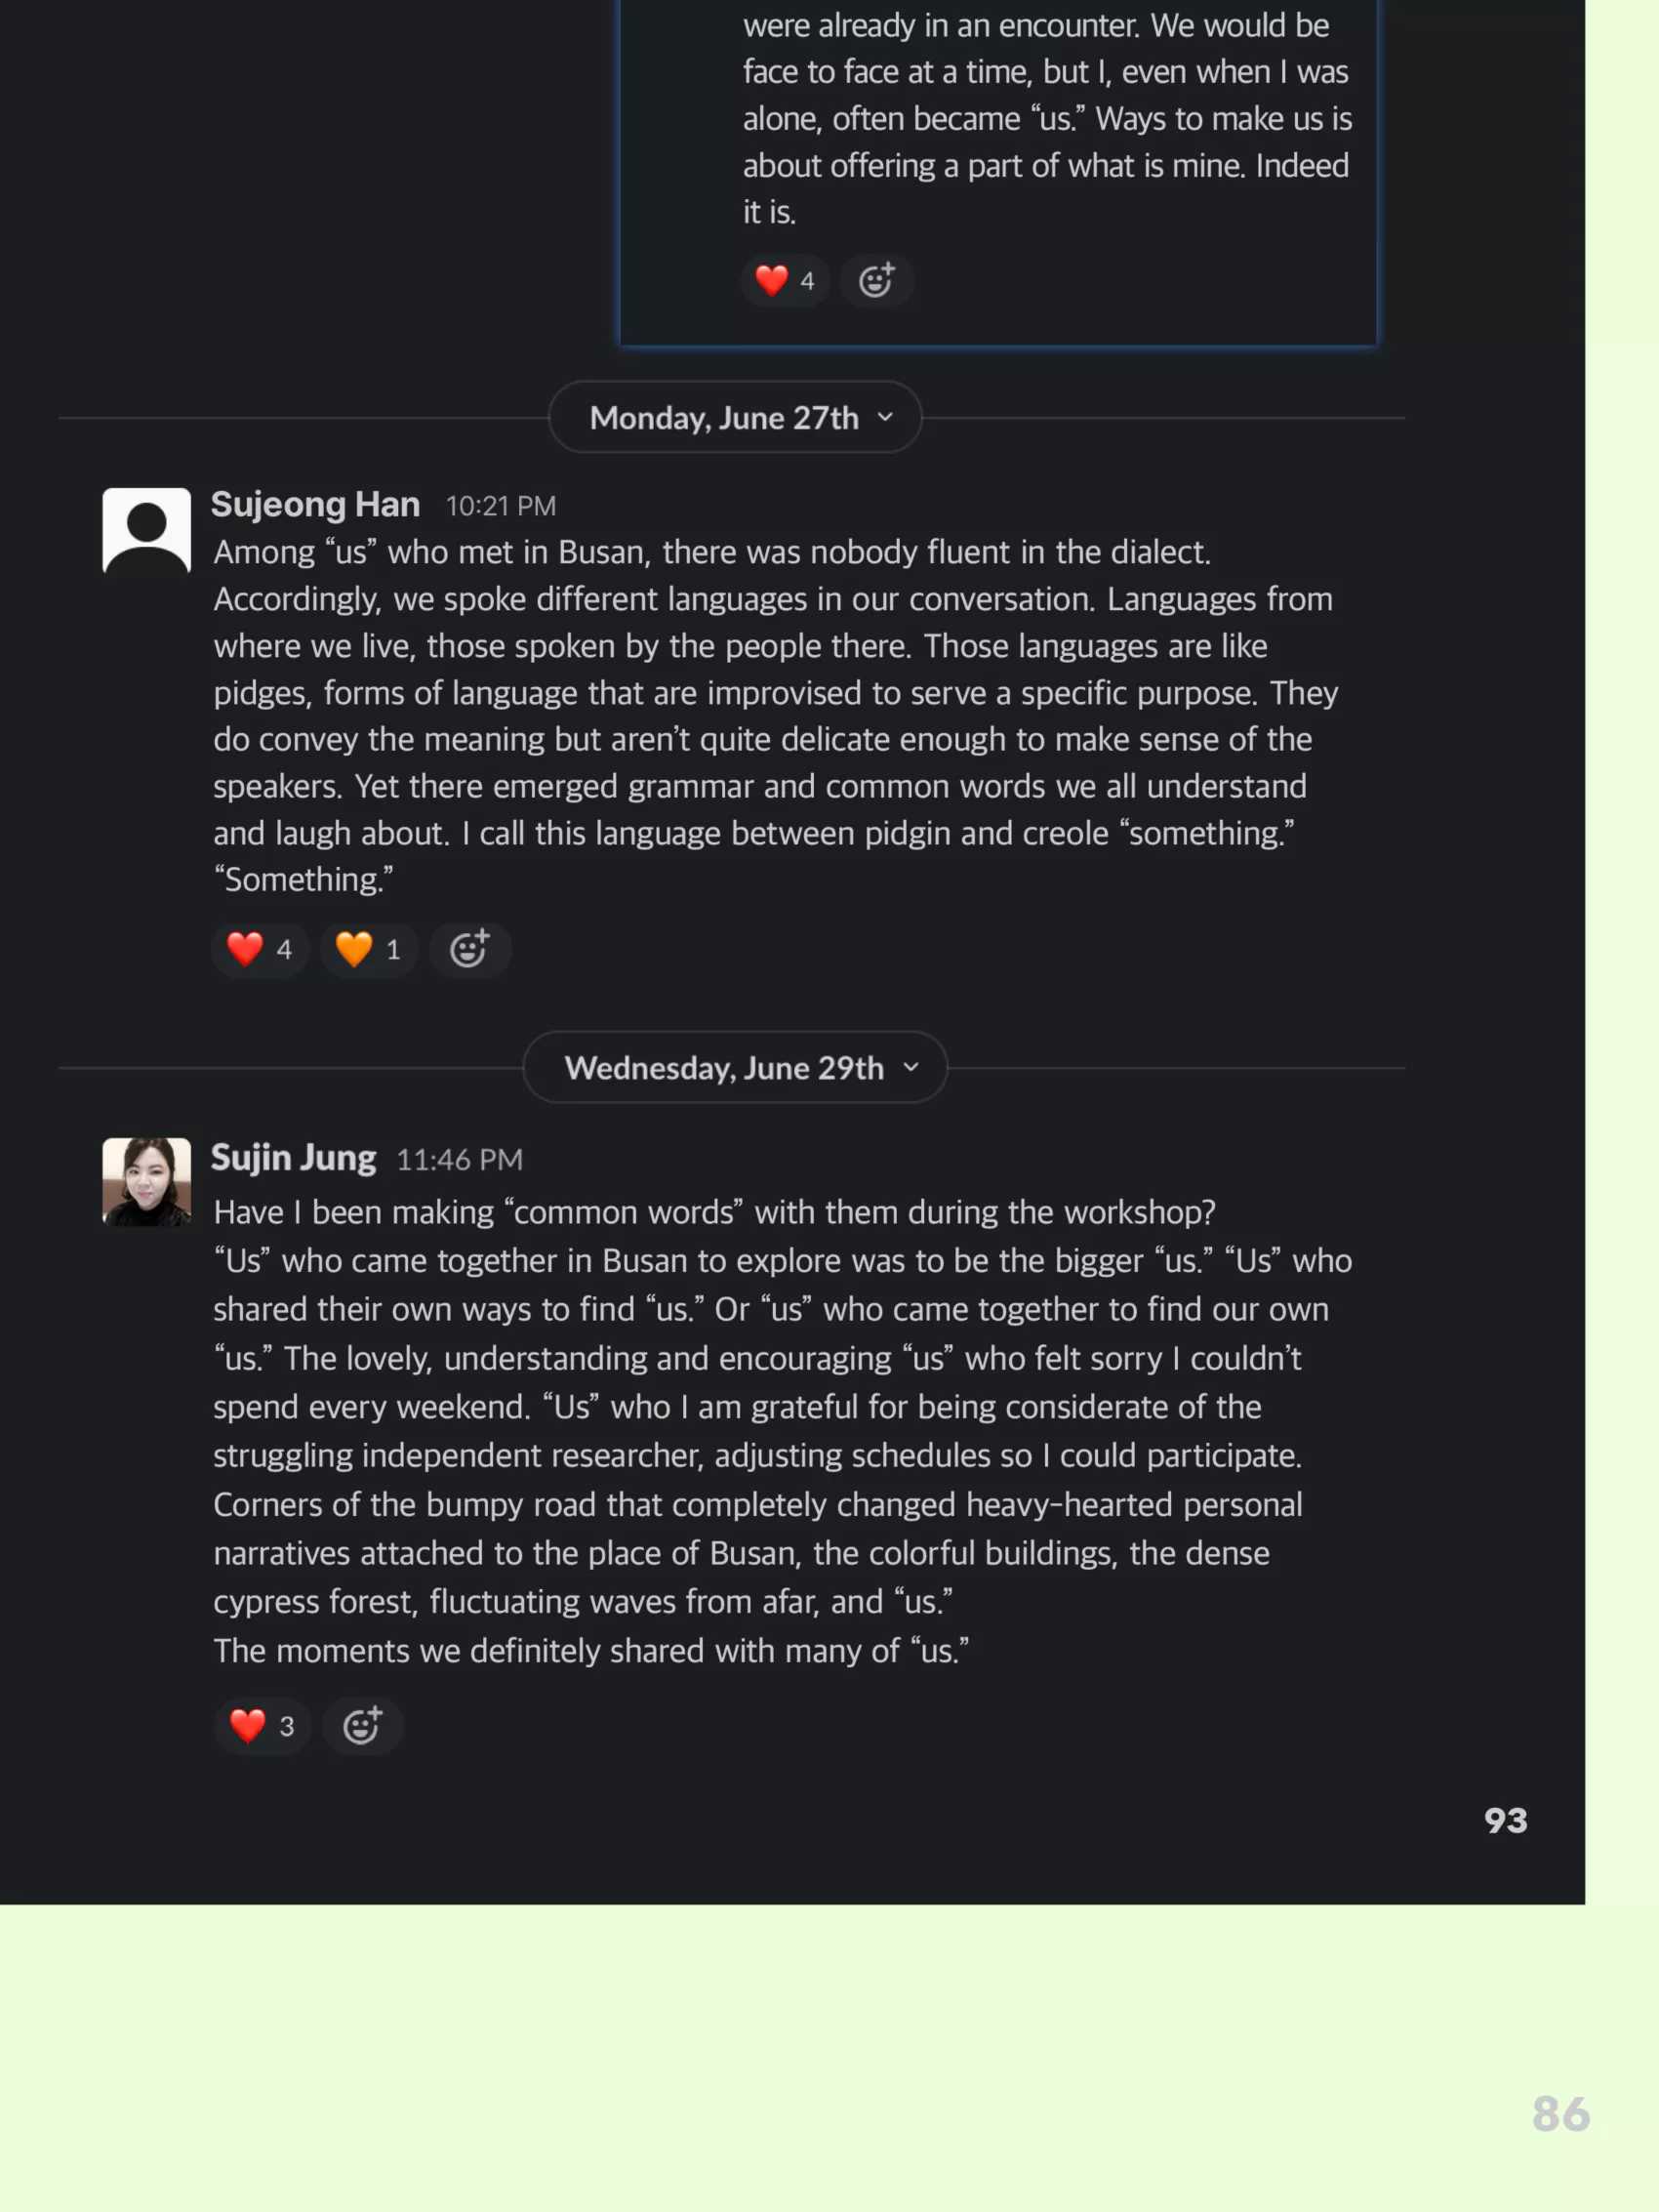 were already in an encounter. We would be
face to face at a time, but I, even when I was
alone, often became “us.” Ways to make us is
about offering a part of what is mine. Indeed
it is.
4
Monday, June 27th
Sujeong Han 10:21 PM
Among “us” who met in Busan, there was nobody fluent in the dialect.
Accordingly, we spoke different languages in our conversation. Languages from
where we live, those spoken by the people there. Those languages are like
pidges, forms of language that are improvised to serve a specific purpose. They
do convey the meaning but aren’t quite delicate enough to make sense of the
speakers. Yet there emerged grammar and common words we all understand
and laugh about. I call this language between pidgin and creole “something.”
“Something.”
4 1
Wednesday, June 29th
Sujin Jung 11:46 PM
Have I been making “common words” with them during the workshop?
“Us” who came together in Busan to explore was to be the bigger “us.” “Us” who
shared their own ways to find “us.” Or “us” who came together to find our own
“us.” The lovely, understanding and encouraging “us” who felt sorry I couldn’t
spend every weekend. “Us” who I am grateful for being considerate of the
struggling independent researcher, adjusting schedules so I could participate.
Corners of the bumpy road that completely changed heavy-hearted personal
narratives attached to the place of Busan, the colorful buildings, the dense
cypress forest, fluctuating waves from afar, and “us.”
The moments we definitely shared with many of “us.”
3
93
86